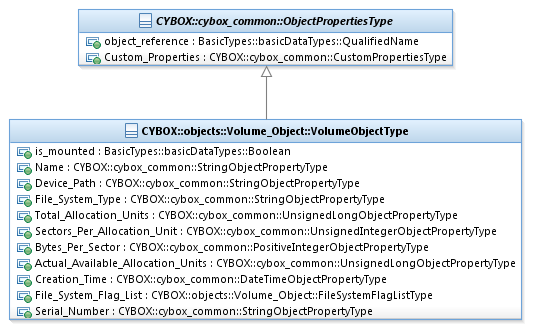 CYBOX::cybox_common::ObjectPropertiesType
object_reference : BasicTypes::basicDataTypes::QualifiedName
Custom_Properties : CYBOX::cybox_common::CustomPropertiesType
CYBOX::objects::Volume_Object::VolumeObjectType
is_mounted : BasicTypes::basicDataTypes::Boolean
Name : CYBOX::cybox_common::StringObjectPropertyType
Device_Path : CYBOX::cybox_common::StringObjectPropertyType
File_System_Type : CYBOX::cybox_common::StringObjectPropertyType
Total_Allocation_Units : CYBOX::cybox_common::UnsignedLongObjectPropertyType
Sectors_Per_Allocation_Unit : CYBOX::cybox_common::UnsignedIntegerObjectPropertyType
Bytes_Per_Sector : CYBOX::cybox_common::PositiveIntegerObjectPropertyType
Actual_Available_Allocation_Units : CYBOX::cybox_common::UnsignedLongObjectPropertyType
Creation_Time : CYBOX::cybox_common::DateTimeObjectPropertyType
File_System_Flag_List : CYBOX::objects::Volume_Object::FileSystemFlagListType
Serial_Number : CYBOX::cybox_common::StringObjectPropertyType